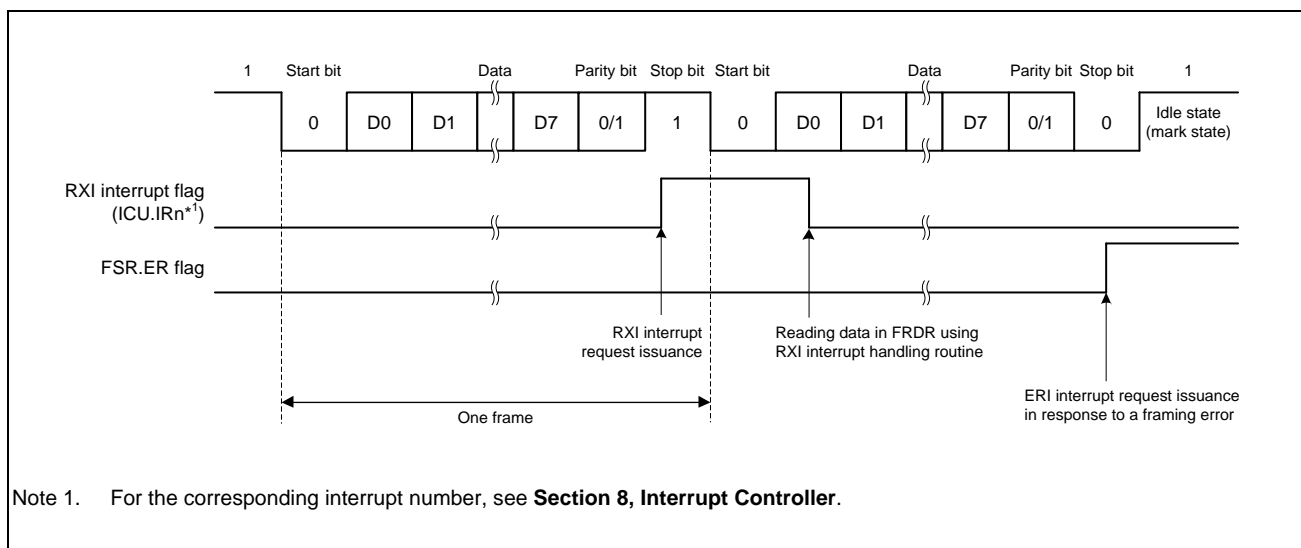 1 Start bit Data Parity bit Stop bit Start bit Data Parity bit Stop bit 1
0 D0 D1 D7 0/1 1 0 D0 D1 D7 0/1 0 Idle state
(mark state)
RXI interrupt flag
(ICU.IRn*1)
FSR.ER flag
RXI interrupt
request issuance
Reading data in FRDR using
RXI interrupt handling routine
ERI interrupt request issuance
in response to a framing error
One frame
Note 1. For the corresponding interrupt number, see Section 8, Interrupt Controller.